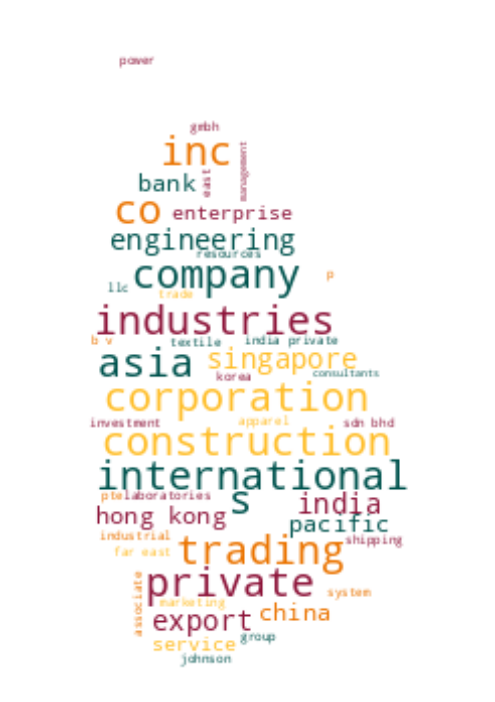 power
gmbh
inc
management
bank
east
co
enterprise
engineering
resources
company
p
llc
trade
industries
b v
textile
india private
asia
singapore
korea
consultants
corporation
investment
apparel
sdn bhd
construction
international
pte
laboratories
s
india
hong kong
pacific
industrial
shipping
far east
trading
private
associate
system
marketing
export
china
service
group
johnson